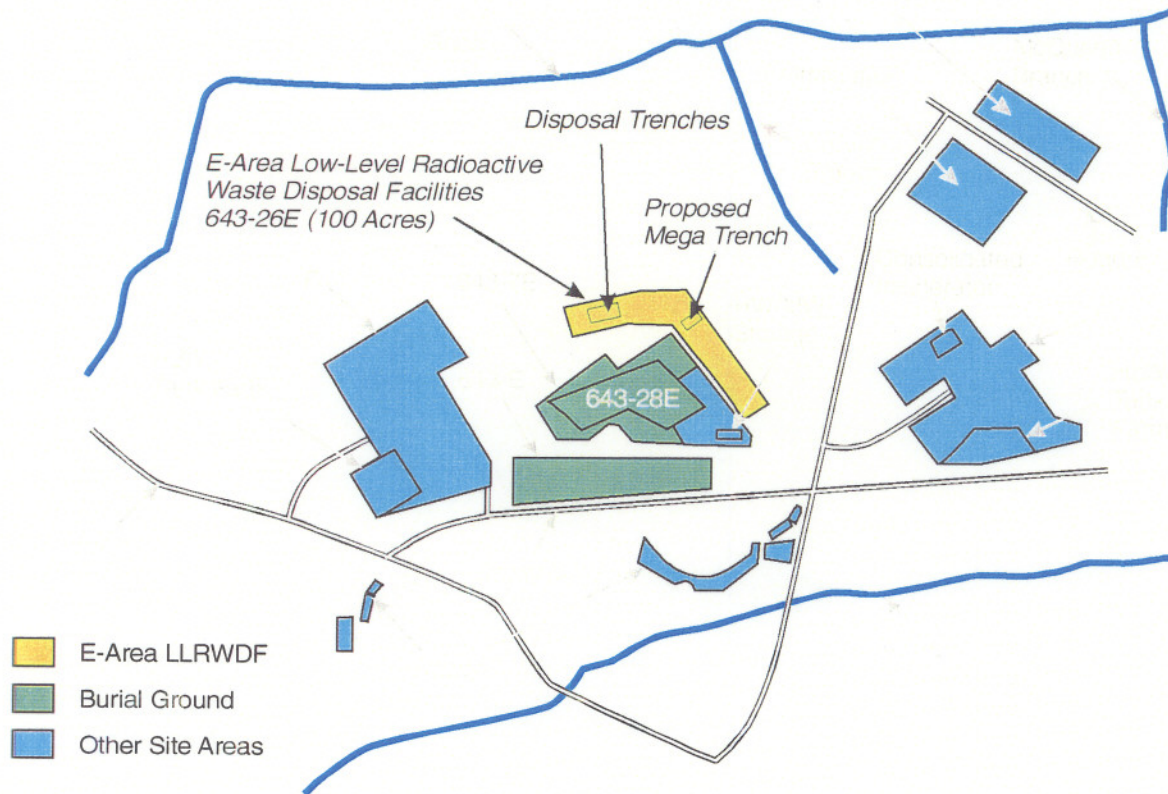 Disposal Trenches
E-Area Low-Level Radioactive
Waste Disposal Facilities
643-26E (100 Acres)
Proposed
Mega Trench
643-28E
E-Area LLRWDF
Burial Ground
Other Site Areas